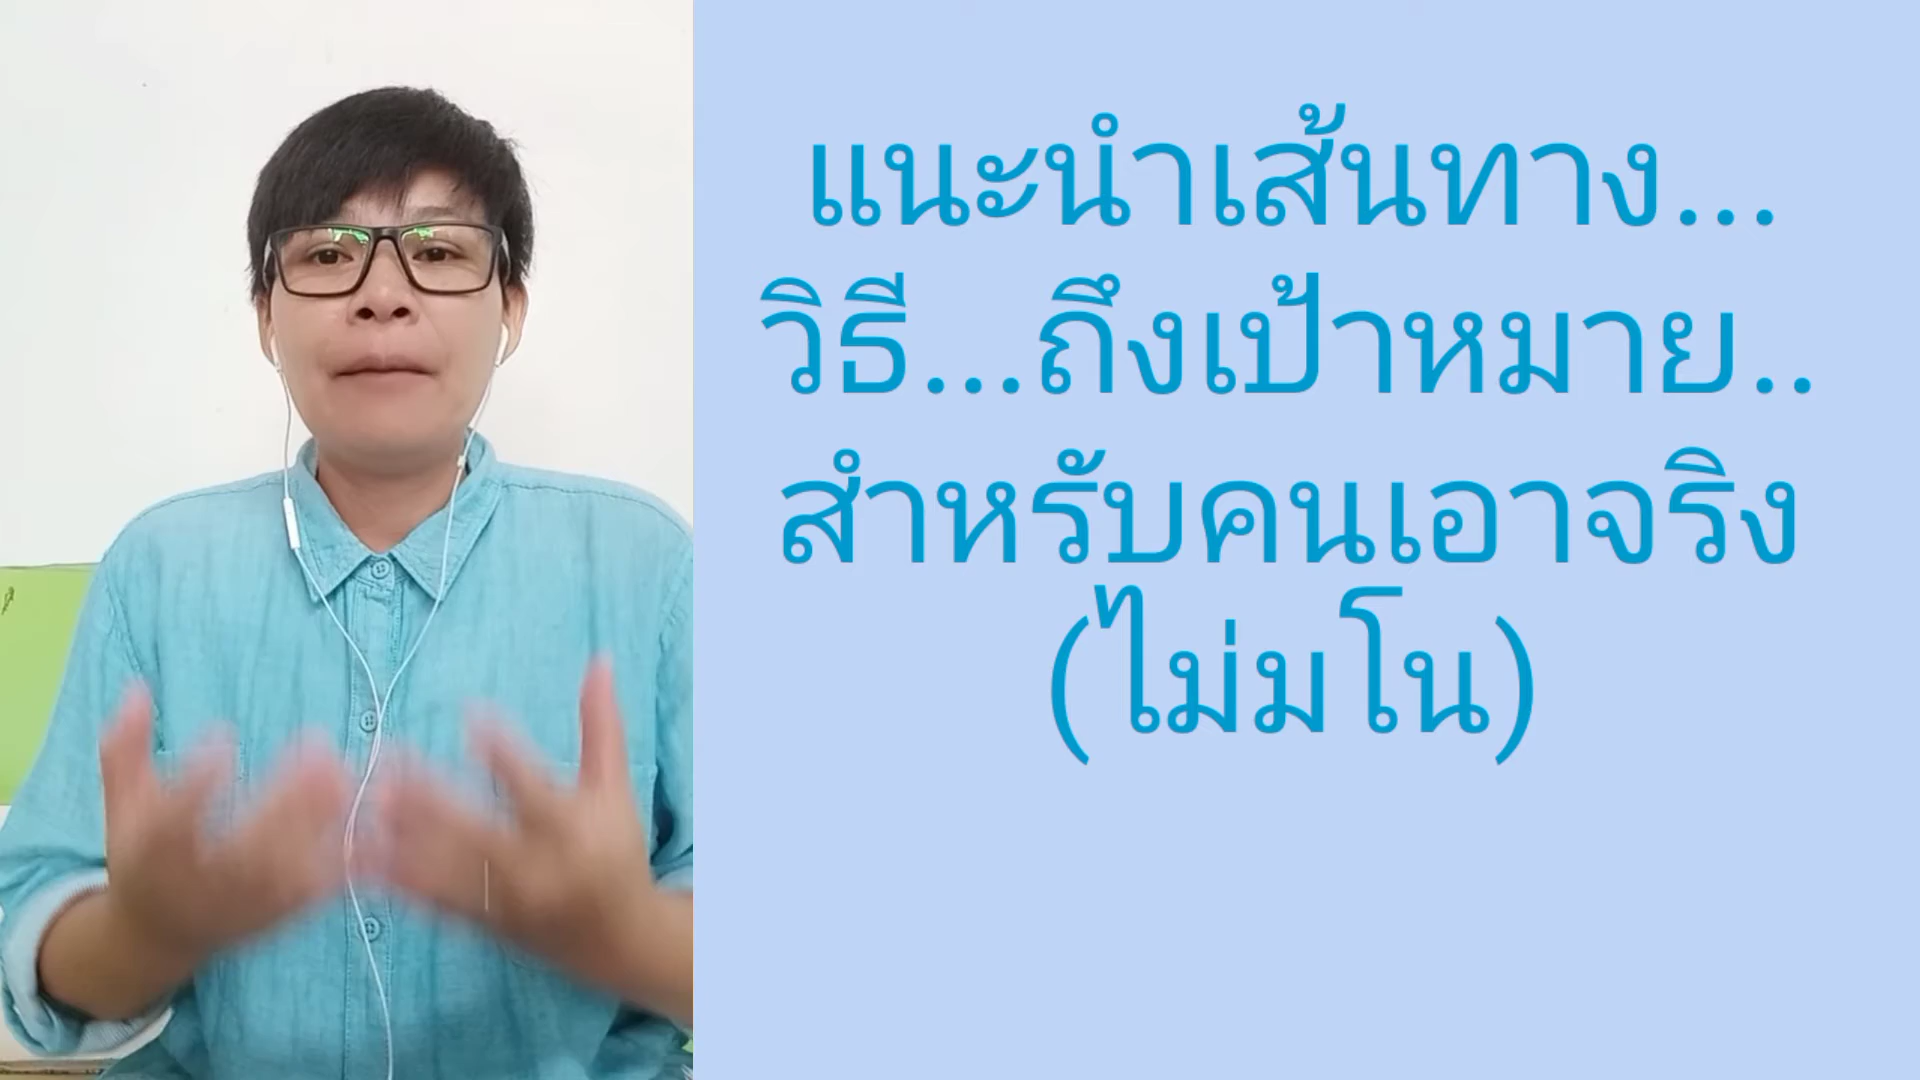 แนะนำเส้นทาง...
วิธี...ถึงเป้าหมาย..
สำหรับคนเอาจริง
(ไม่มโน)